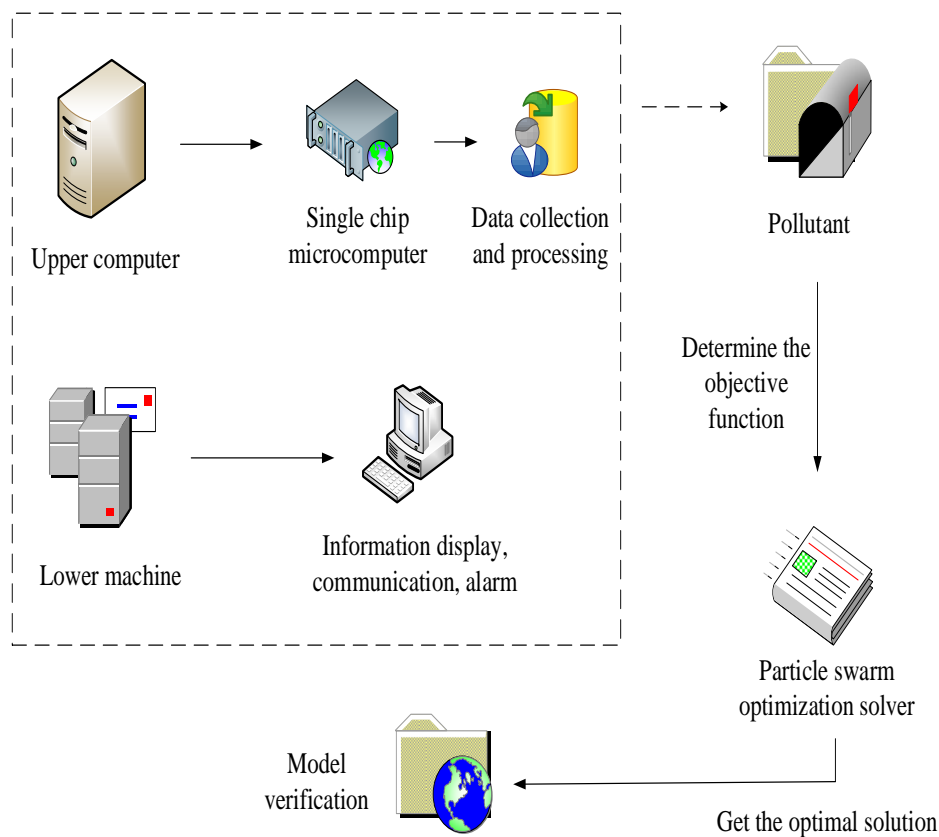 Upper computer
Single chip
microcomputer
Data collection
and processing
Pollutant
Determine the
objective
function
Lower machine
Information display,
communication, alarm
Particle swarm
optimization solver
Model
verification
Get the optimal solution